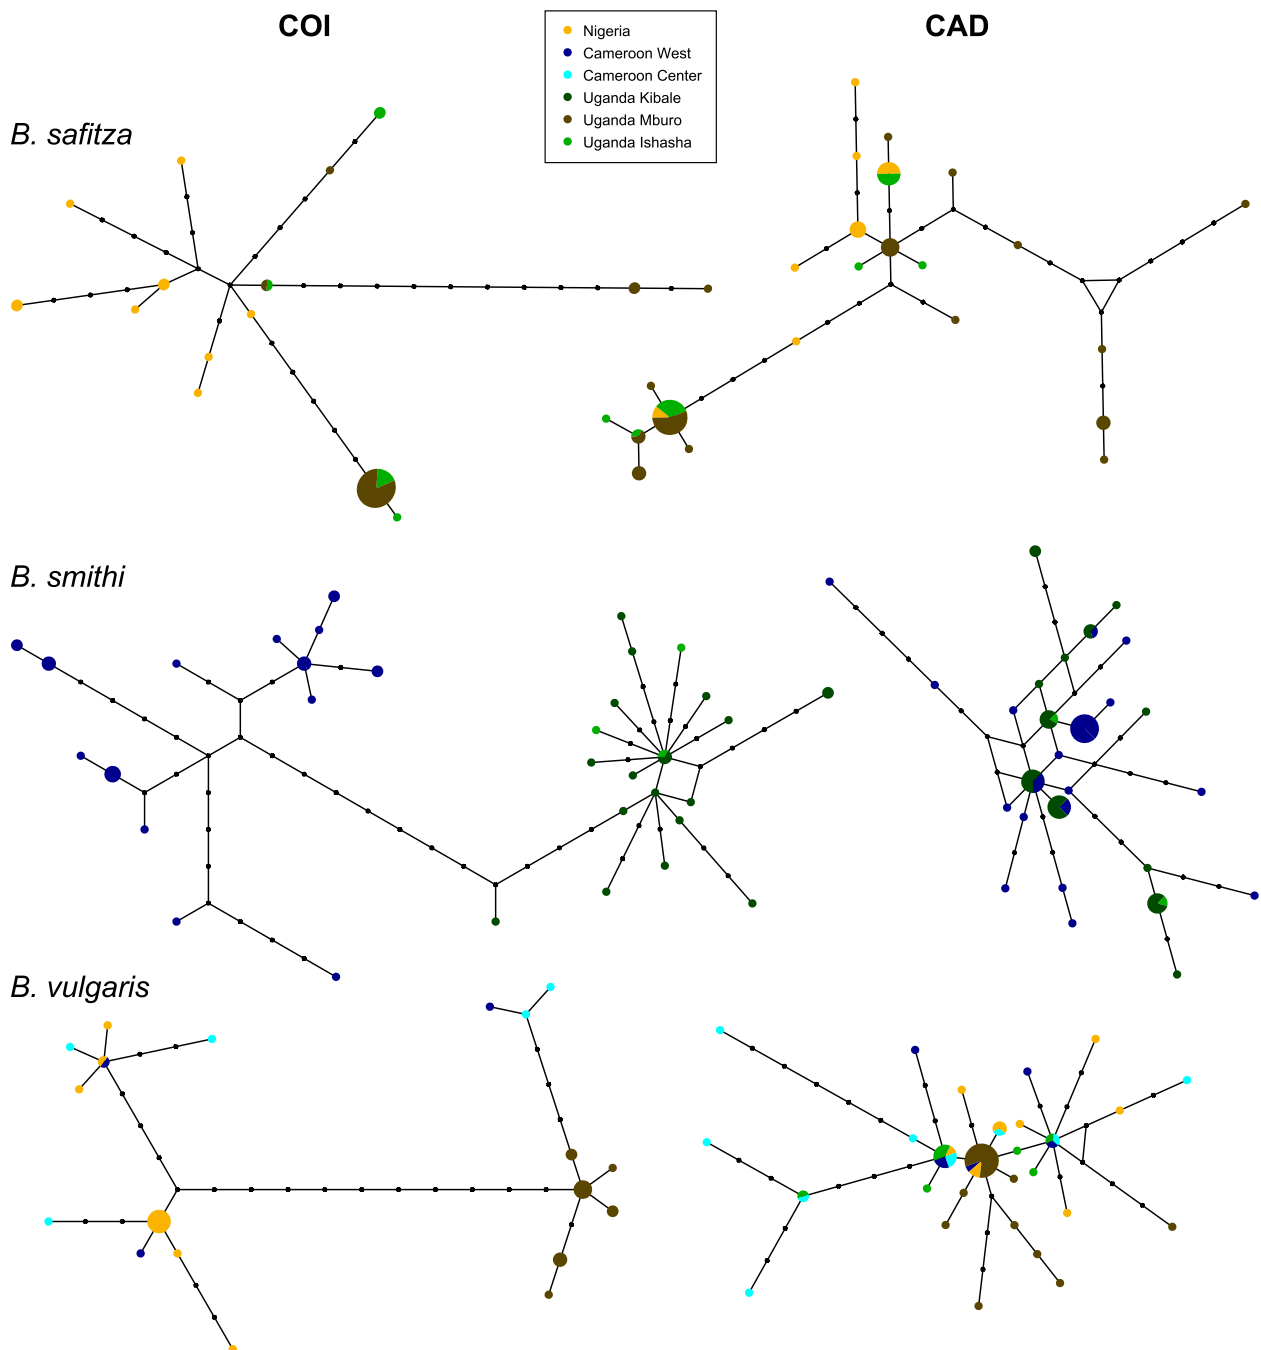 COI
CAD
Nigeria
Cameroon West
Cameroon Center
Uganda Kibale
Uganda Mburo
Uganda Ishasha
B. safitza
B. smithi
B. vulgaris